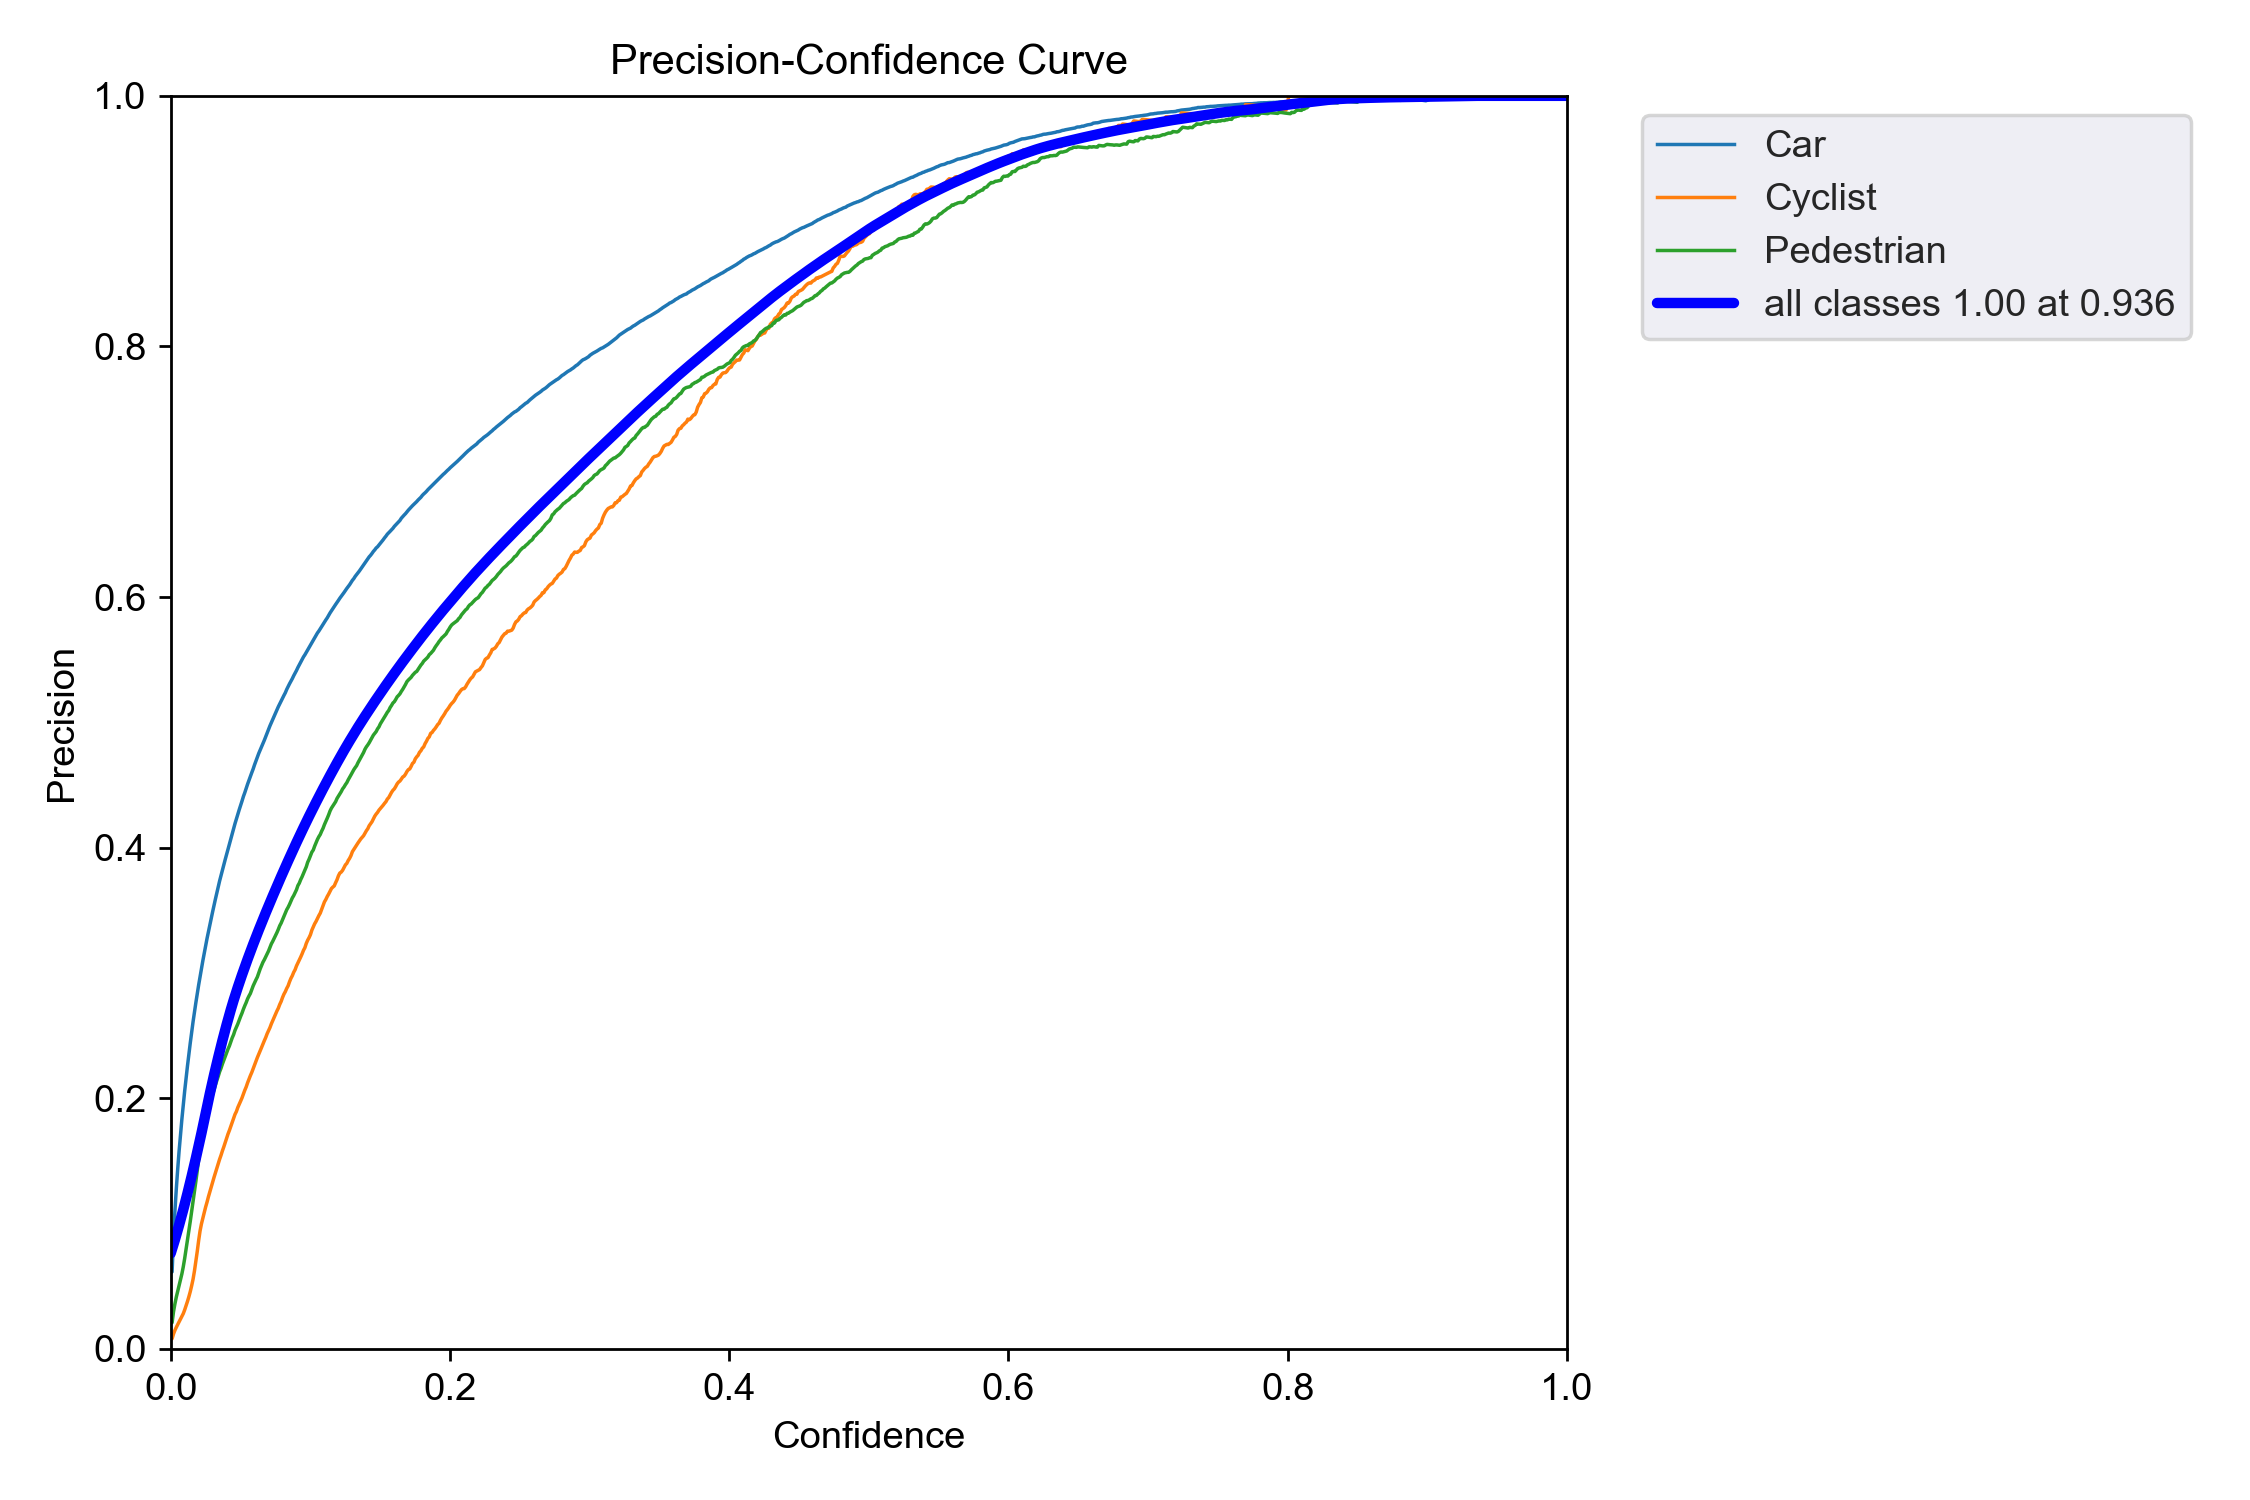 Precision-Confidence Curve
1.0
0.8
0.6
0.4
0.2
0.0
Precision
0.0 0.2 0.4 0.6 0.8 1.0
Confidence
Car
Cyclist
Pedestrian
all classes 1.00 at 0.936